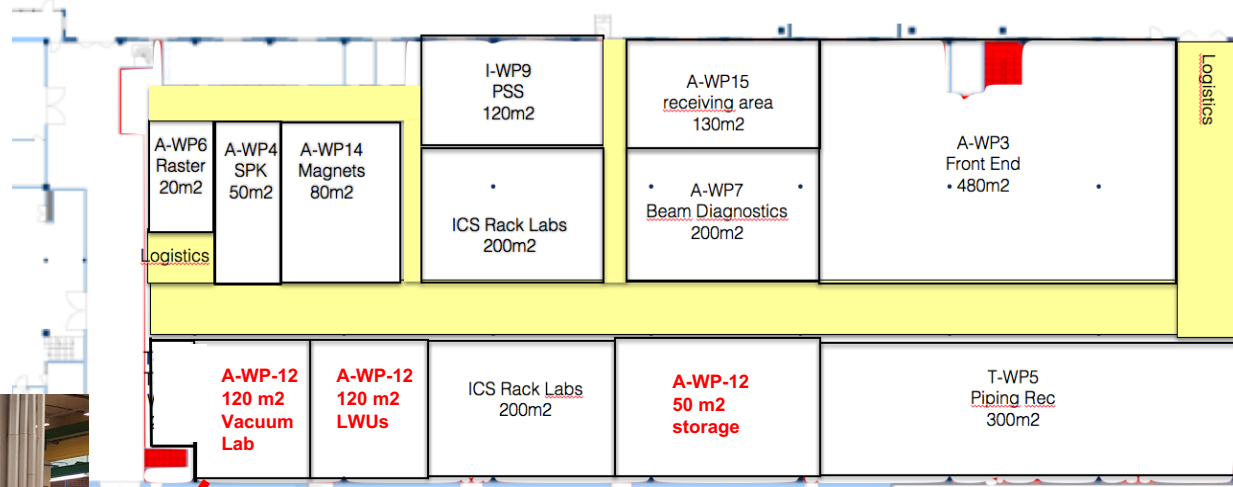 I-WP9
PSS
120m2
A-WP15
receiving area
130m2
A-WP3
Front End
480m2
Logistics
A-WP6
Raster
20m2
A-WP4
SPK
50m2
A-WP14
Magnets
80m2
ICS Rack Labs
200m2
A-WP7
Beam Diagnostics
200m2
Logistics
A-WP-12
120 m2
Vacuum
Lab
A-WP-12
120 m2
LWUs
ICS Rack Labs
200m2
A-WP-12
50 m2
storage
T-WP5
Piping Rec
300m2